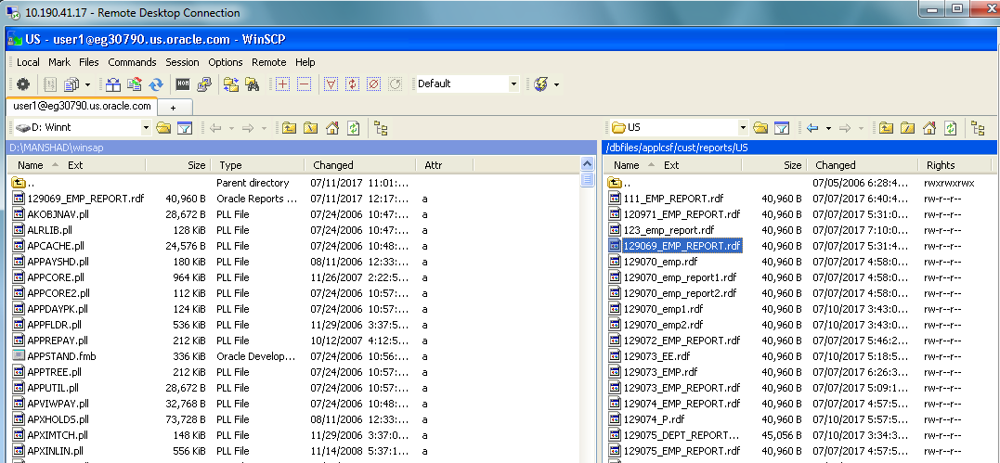 10.190.41.17 - Remote Desktop Connection
US - user1@eg30790.us.oracle.com - WinSCP
Local Mark Files Commands Session Options Remote Help
Default
user1@eg30790.us.oracle.com +
D: Winnt US
D:\MANSHAD\winsap /dbfiles/applcsf/cust/reports/US
Name Ext Size Type Changed Attr Name Ext Size Changed Rights
.. Parent directory 07/11/2017 11:01:... .. 07/05/2006 6:28:4... rwxrwxrwx
129069_EMP_REPORT.rdf 40,960 B Oracle Reports ... 07/11/2017 12:17:... a 111_EMP_REPORT.rdf 40,960 B 07/07/2017 6:40:4... rw-r--r--
AKOBJNAV.pll 28,672 B PLL File 07/24/2006 10:47:... a 120971_EMP_REPORT.rdf 40,960 B 07/07/2017 5:31:0... rw-r--r--
ALRLIB.pll 128 KiB PLL File 07/24/2006 10:47:... a 123_emp_report.rdf 40,960 B 07/07/2017 7:10:0... rw-r--r--
APCACHE.pll 24,576 B PLL File 07/24/2006 10:48:... a 129069_EMP_REPORT.rdf 40,960 B 07/07/2017 5:31:4... rw-r--r--
APPAYSHD.pll 180 KiB PLL File 08/11/2006 12:33:... a 129070_emp.rdf 40,960 B 07/07/2017 4:58:0... rw-r--r--
APPCORE.pll 964 KiB PLL File 11/26/2007 2:22:5... a 129070_emp_report1.rdf 40,960 B 07/07/2017 4:58:0... rw-r--r--
APPCORE2.pll 112 KiB PLL File 07/24/2006 10:57:... a 129070_emp_report2.rdf 40,960 B 07/07/2017 4:58:0... rw-r--r--
APPDAYPK.pll 124 KiB PLL File 07/24/2006 10:57:... a 129070_emp1.rdf 40,960 B 07/10/2017 3:43:0... rw-r--r--
APPFLDR.pll 536 KiB PLL File 11/29/2006 3:37:5... a 129070_emp2.rdf 40,960 B 07/10/2017 3:43:0... rw-r--r--
APPREPAY.pll 212 KiB PLL File 10/12/2007 4:12:5... a 129072_EMP_REPORT.rdf 40,960 B 07/07/2017 5:46:2... rw-r--r--
APPSTAND.fmb 336 KiB Oracle Develop... 07/24/2006 10:56:... a 129073_EE.rdf 40,960 B 07/10/2017 5:18:5... rw-r--r--
APPTREE.pll 212 KiB PLL File 07/24/2006 10:57:... a 129073_EMP.rdf 40,960 B 07/07/2017 6:26:3... rw-r--r--
APPUTIL.pll 28,672 B PLL File 07/24/2006 10:57:... a 129073_EMP_REPORT.rdf 40,960 B 07/07/2017 5:09:1... rw-r--r--
APVIWPAY.pll 32,768 B PLL File 07/24/2006 10:48:... a 129074_EMP_REPORT.rdf 40,960 B 07/07/2017 4:57:5... rw-r--r--
APXHOLDS.pll 73,728 B PLL File 08/11/2006 12:33:... a 129074_P.rdf 40,960 B 07/07/2017 5:57:5... rw-r--r--
APXIMTCH.pll 148 KiB PLL File 11/29/2006 3:37:0... a 129075_DEPT_REPORT... 45,056 B 07/10/2017 3:34:3... rw-r--r--
APXINLIN.pll 556 KiB PLL File 11/14/2008 5:37:1... a 129075_EMP_REPORT.rdf 40,960 B 07/07/2017 4:57:5... rw-r--r--